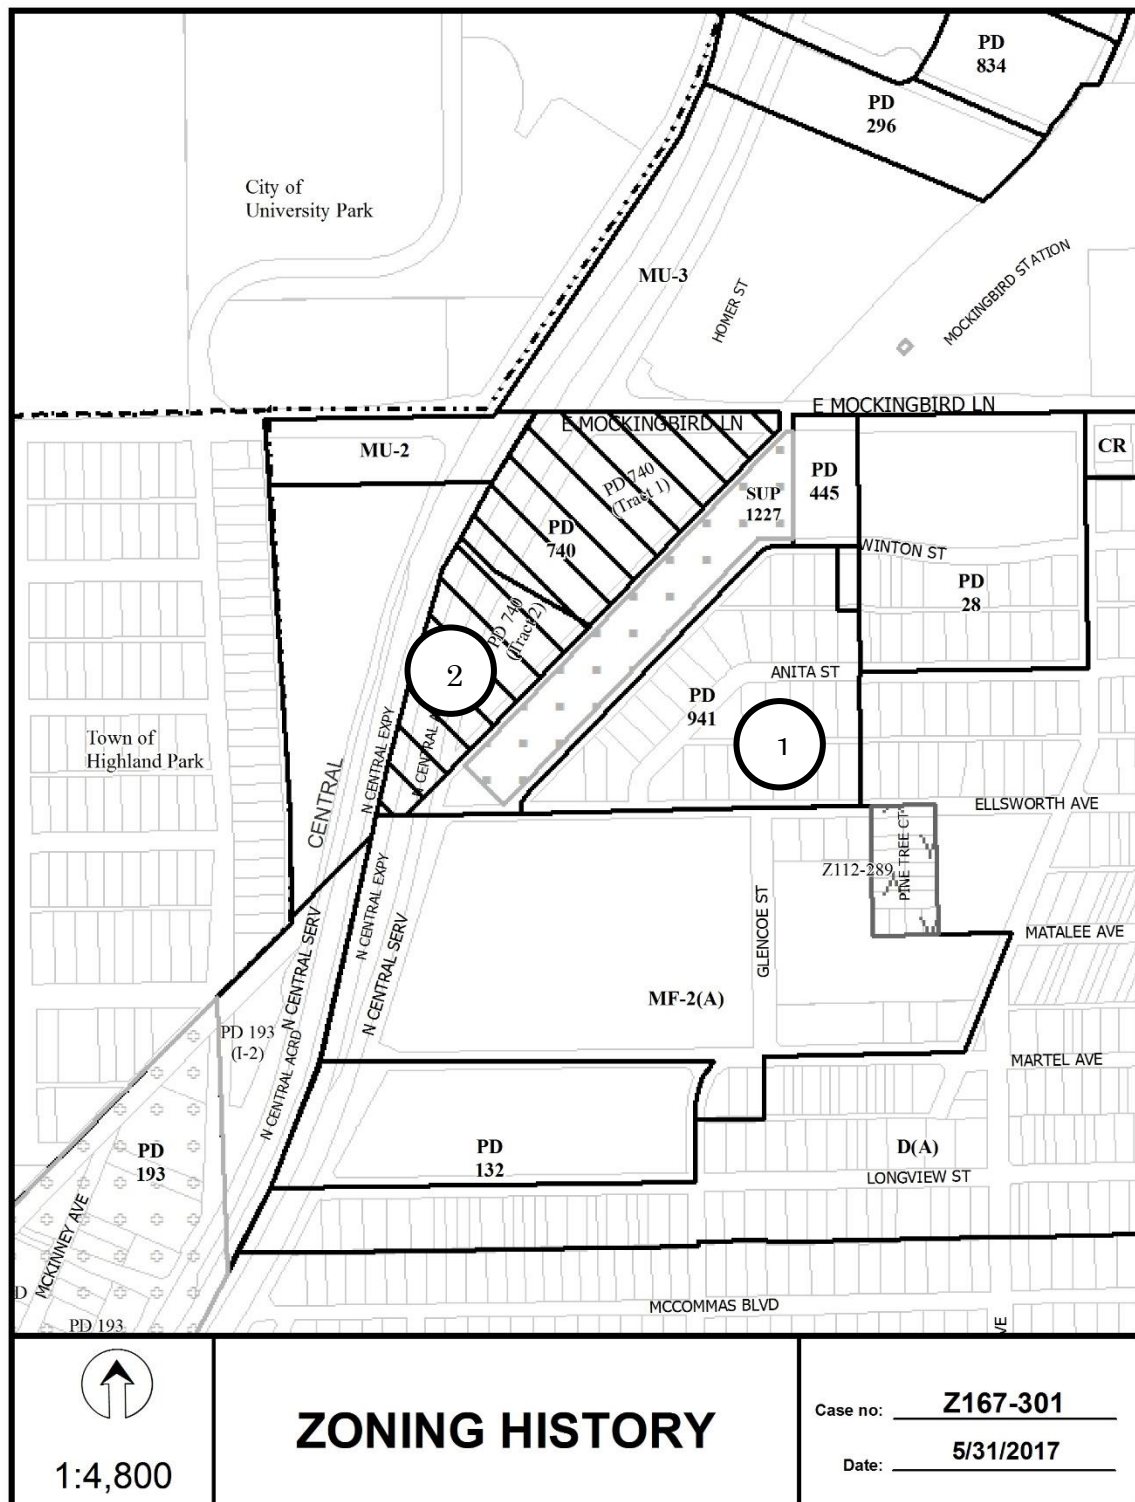 PD
834
PD
296
City of
University Park
MU-3
HOMER ST
MOCKINGBIRD STATION
E MOCKINGBIRD LN
E MOCKINGBIRD LN
MU-2
CR
PD 740
(Tract 1)
SUP
1227
PD
445
PD
740
WINTON ST
PD
28
PD 740
(Tract 2)
2
ANITA ST
PD
941
1
Town of
Highland Park
N CENTRAL EXPY
N CENTRAL
CENTRAL
ELLSWORTH AVE
Z112-289
PINE TREE CT
N CENTRAL EXPY
N CENTRAL SERV
N CENTRAL SERV
GLENCOE ST
MATALEE AVE
MF-2(A)
PD 193
(I-2)
N CENTRAL ACRD
MARTEL AVE
PD
193
PD
132
D(A)
LONGVIEW ST
MCKINNEY AVE
D
MCCOMMAS BLVD
PD 193
VE
1:4,800
ZONING HISTORY
Case no: Z167-301
Date: 5/31/2017